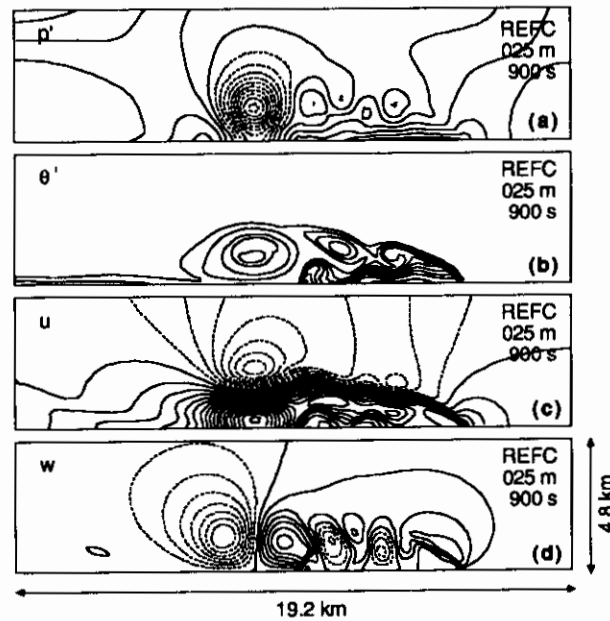 p'
REFC
025 m
900 s
(a)
θ'
REFC
025 m
900 s
(b)
u
REFC
025 m
900 s
(c)
w
REFC
025 m
900 s
(d)
4.8 km
19.2 km